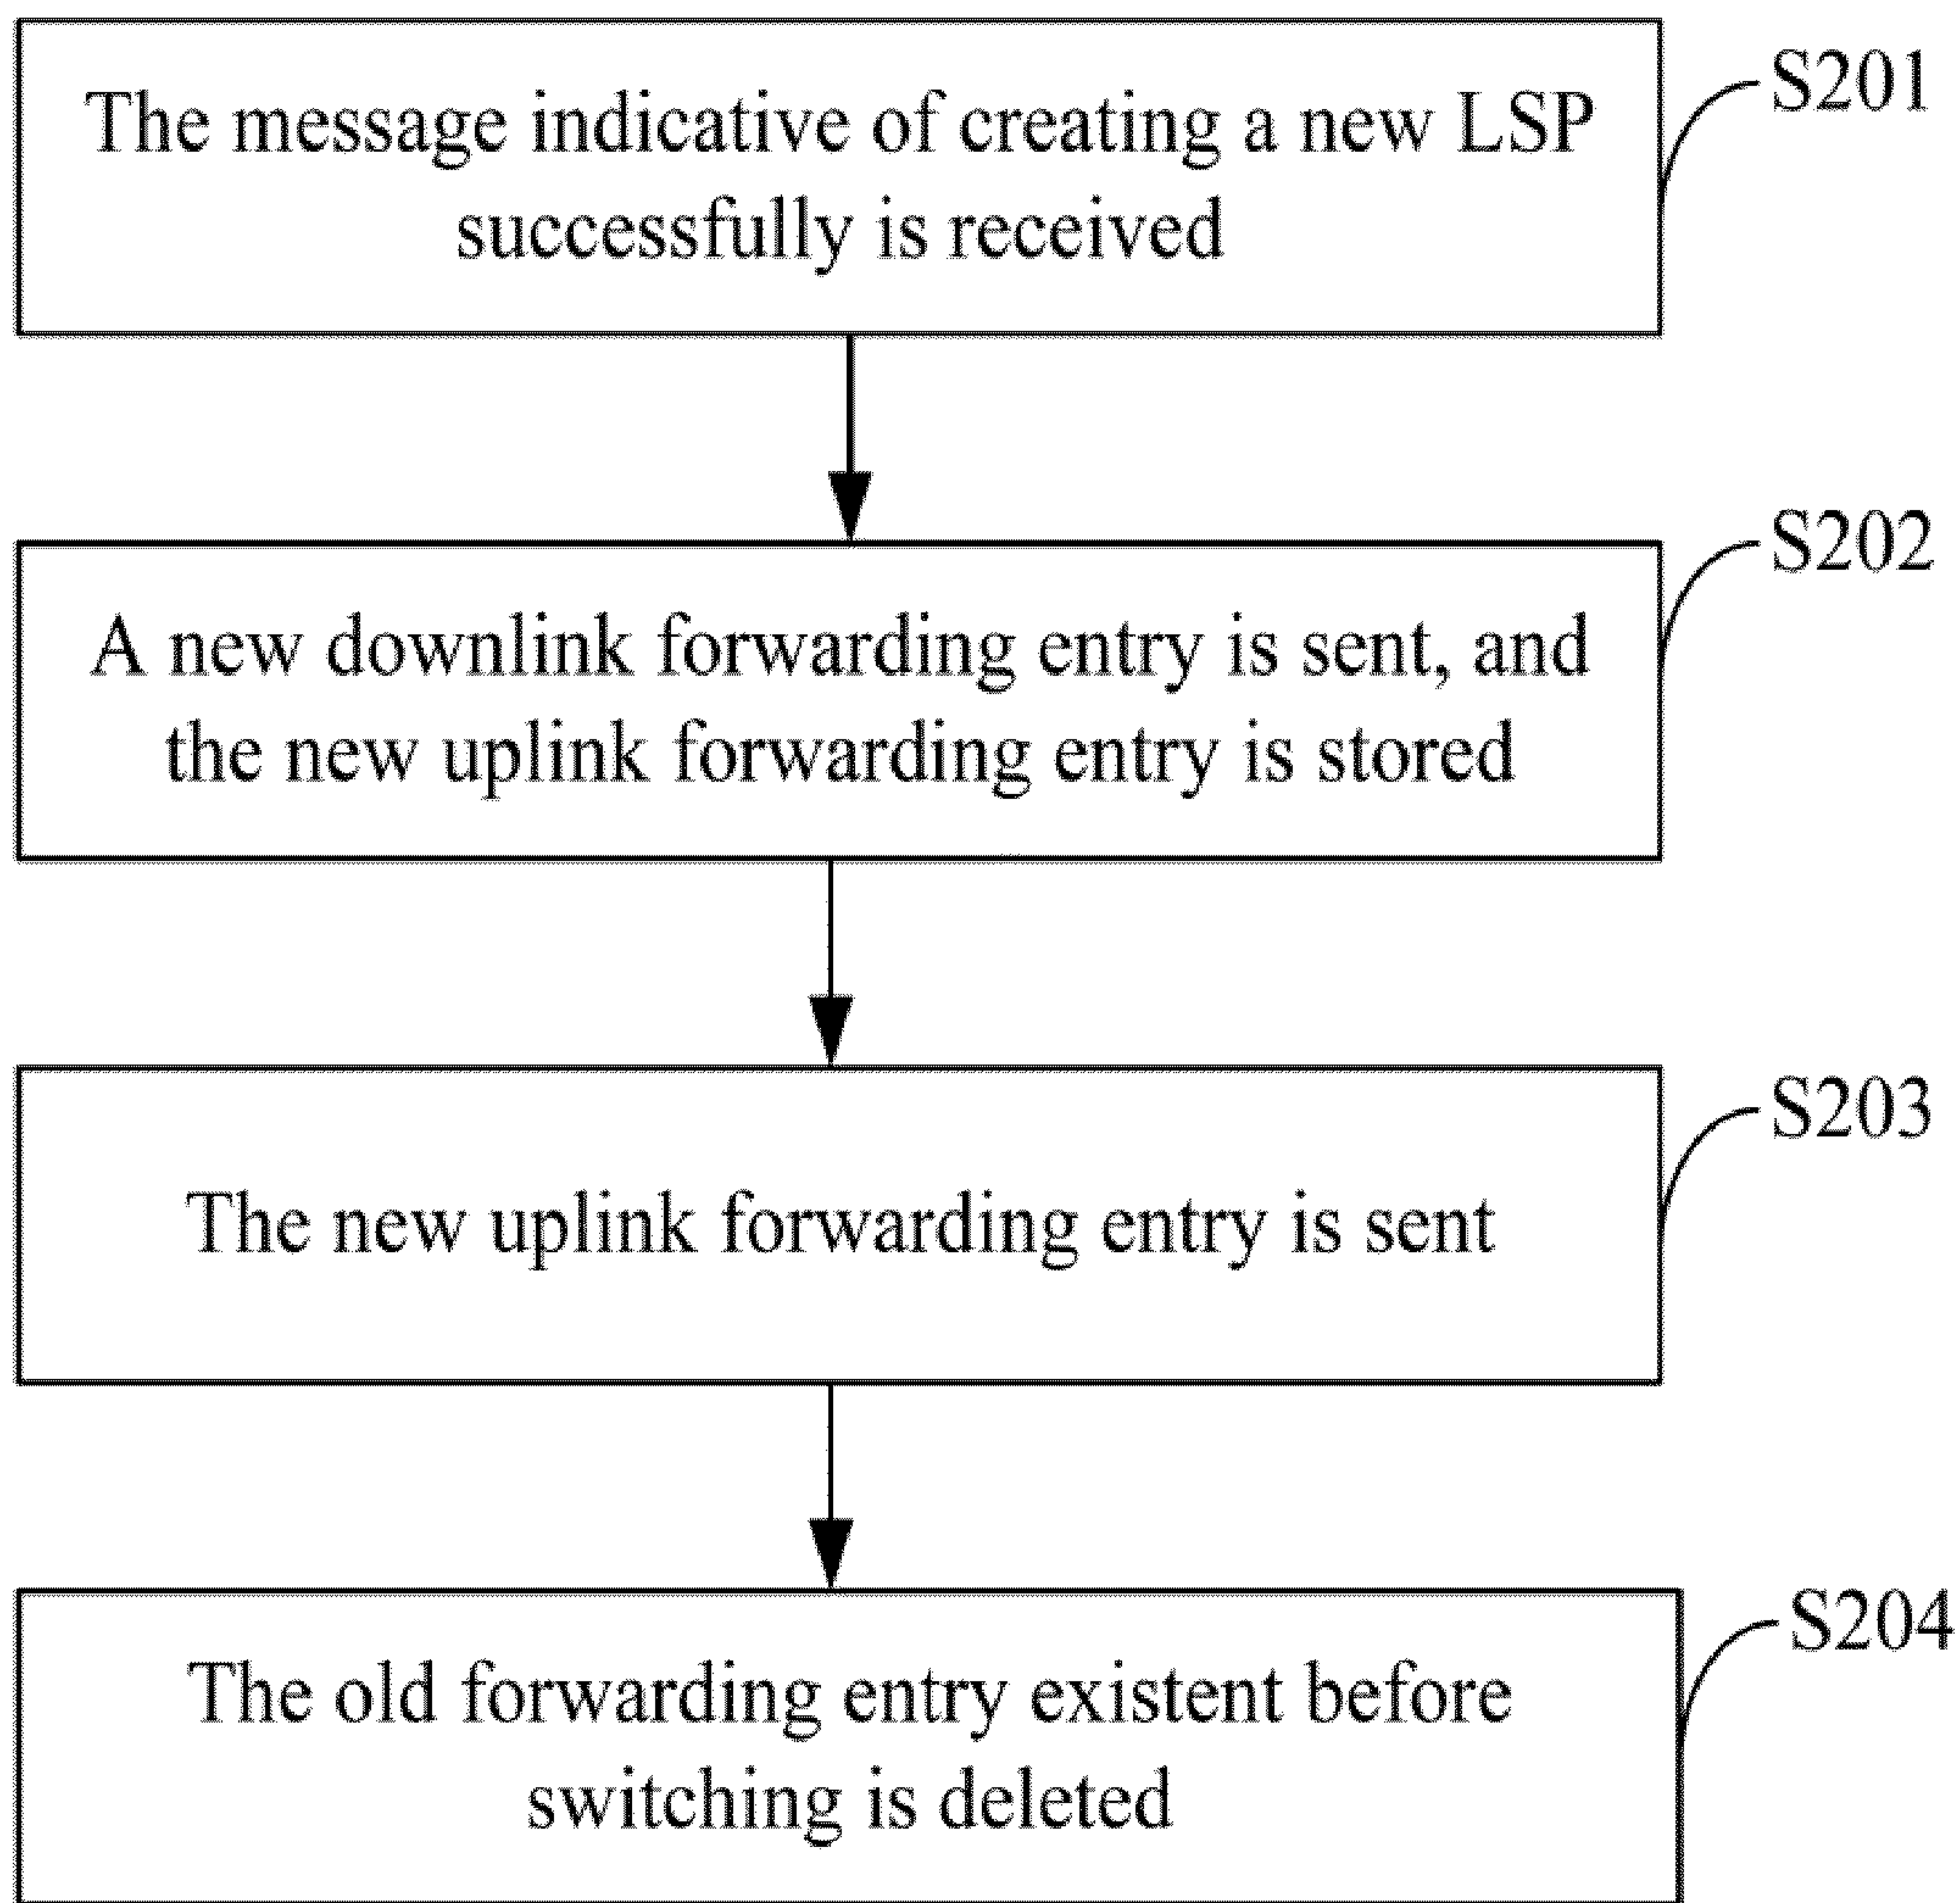 The message indicative of creating a new LSP
successfully is received
S201
A new downlink forwarding entry is sent, and
the new uplink forwarding entry is stored
S202
The new uplink forwarding entry is sent
S203
The old forwarding entry existent before
switching is deleted
S204